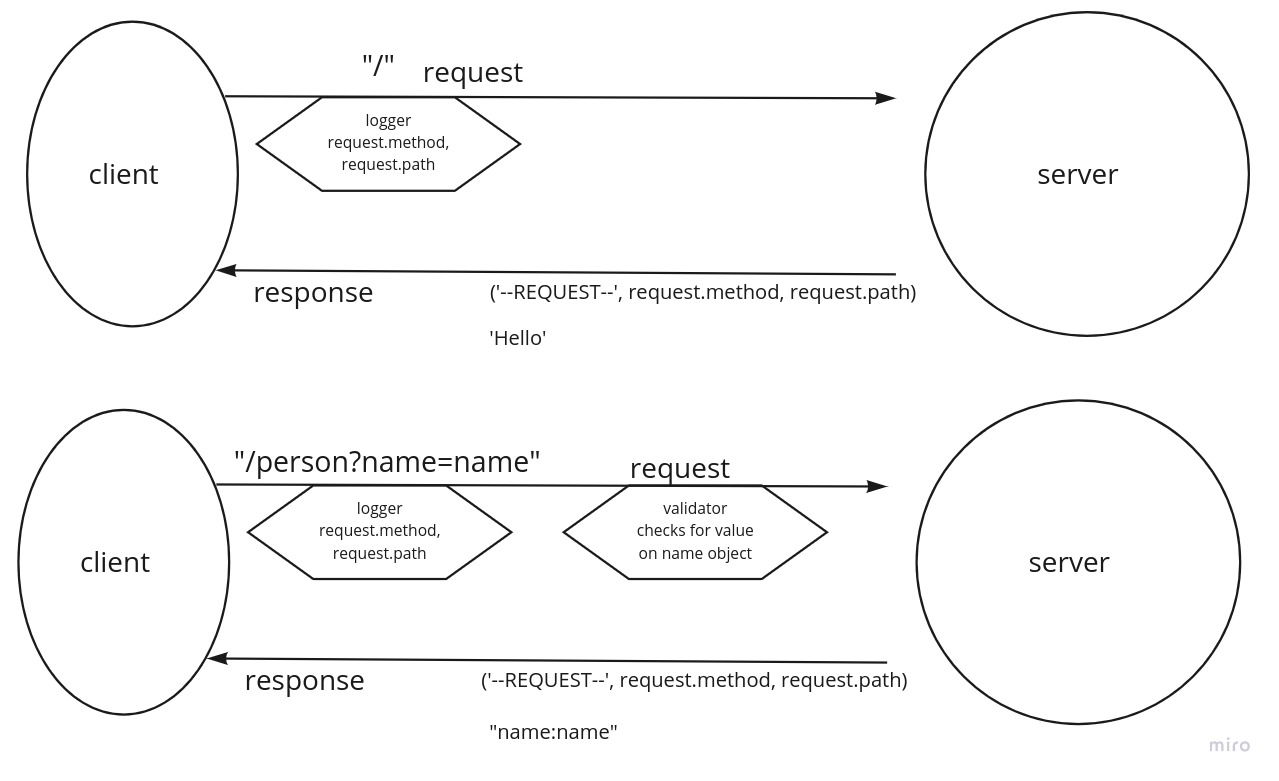 "/" request
logger
request.method,
request.path
client
server
response
('--REQUEST--', request.method, request.path)
'Hello'
"/person?name=name"
request
logger
request.method,
request.path
validator
checks for value
on name object
client
server
response
('--REQUEST--', request.method, request.path)
"name:name"
miro